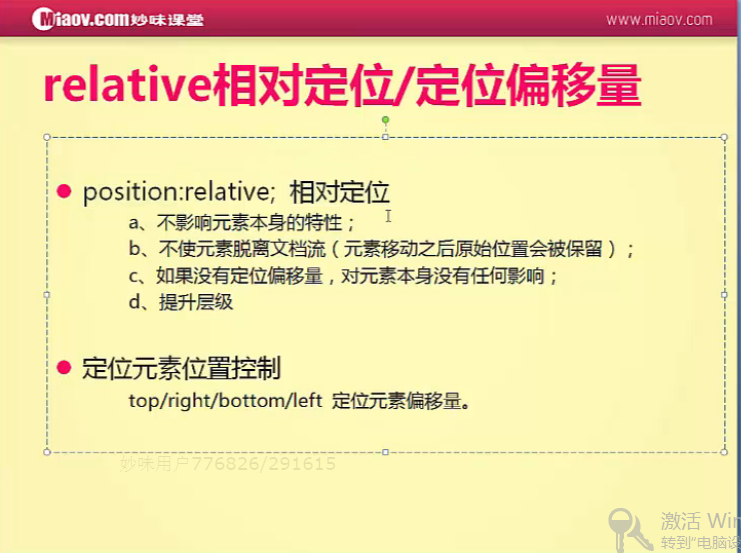 Miaov.com妙味课堂
www.miaov.com
relative相对定位/定位偏移量
position:relative; 相对定位
a、不影响元素本身的特性；
b、不使元素脱离文档流（元素移动之后原始位置会被保留）；
c、如果没有定位偏移量，对元素本身没有任何影响；
d、提升层级
定位元素位置控制
top/right/bottom/left 定位元素偏移量。
妙味用户776826/291615
激活 Win
转到"电脑设